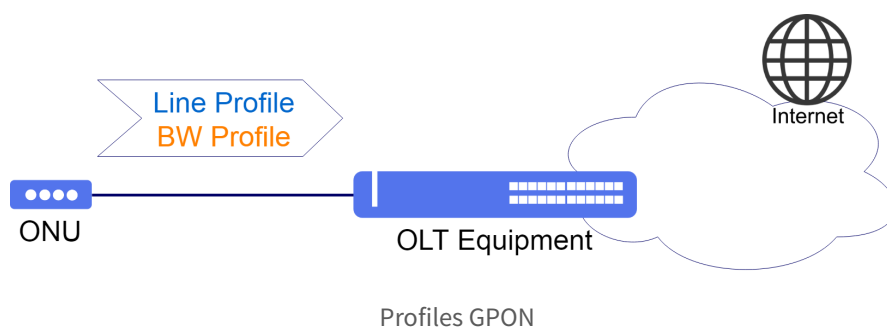 Line Profile
BW Profile
Internet
ONU
OLT Equipment
Profiles GPON